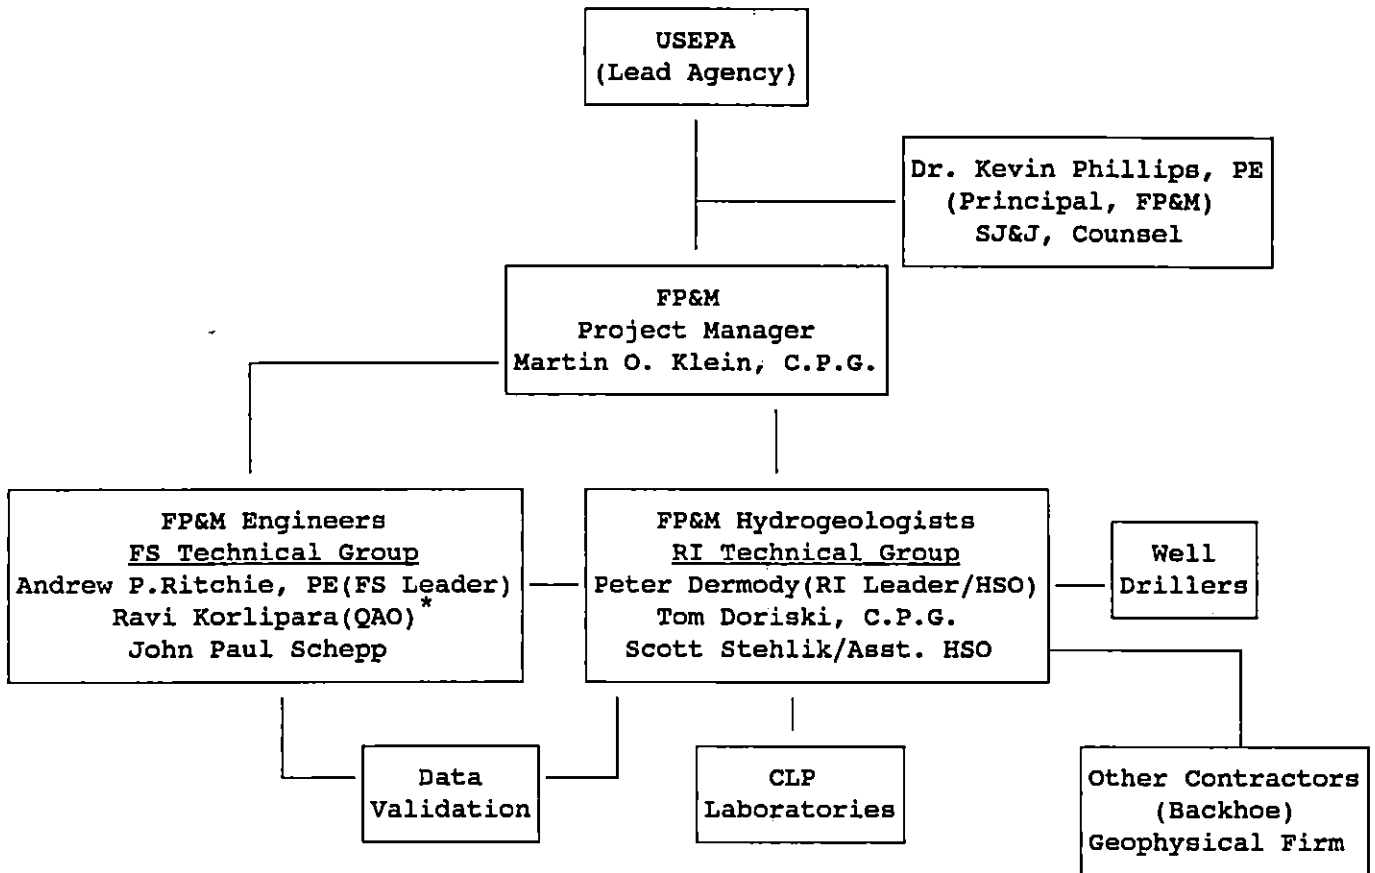 USEPA
(Lead Agency)
Dr. Kevin Phillips, PE
(Principal, FP&M)
SJ&J, Counsel
FP&M
Project Manager
Martin O. Klein, C.P.G.
FP&M Engineers
FS Technical Group
Andrew P.Ritchie, PE(FS Leader)
Ravi Korlipara(QAO)*
John Paul Schepp
FP&M Hydrogeologists
RI Technical Group
Peter Dermody(RI Leader/HSO)
Tom Doriski, C.P.G.
Scott Stehlik/Asst. HSO
Well
Drillers
Data
Validation
CLP
Laboratories
Other Contractors
(Backhoe)
Geophysical Firm